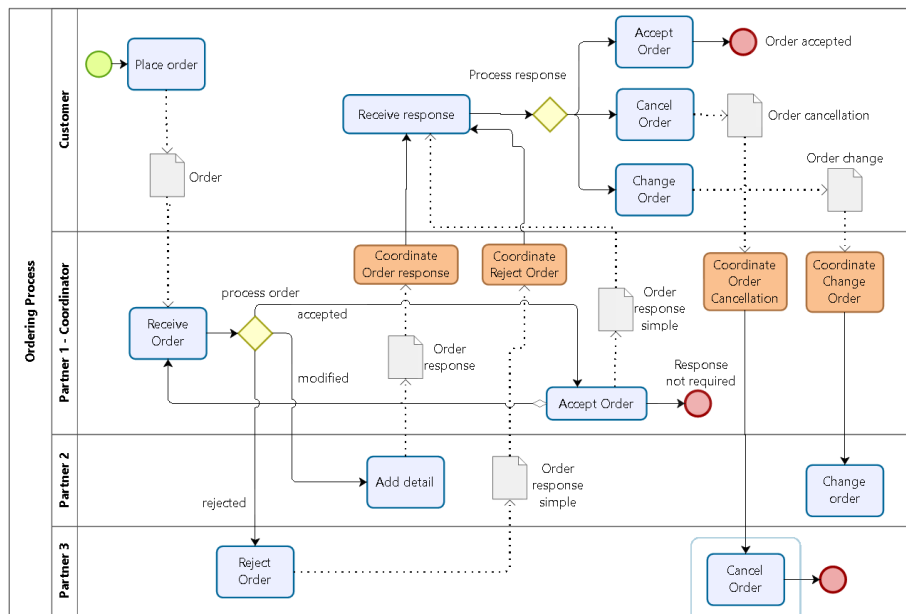 Ordering Process
Customer
Place order
Order
Receive response
Process response
Accept
Order
Order accepted
Cancel
Order
Order cancellation
Change
Order
Order change
Partner 1 - Coordinator
Receive
Order
process order
accepted
modified
rejected
Coordinate
Order response
Order
response
Coordinate
Reject Order
Order
response
simple
Accept Order
Response
not required
Coordinate
Order
Cancellation
Coordinate
Change
Order
Partner 2
Add detail
Order
response
simple
Change
order
Partner 3
Reject
Order
Cancel
Order